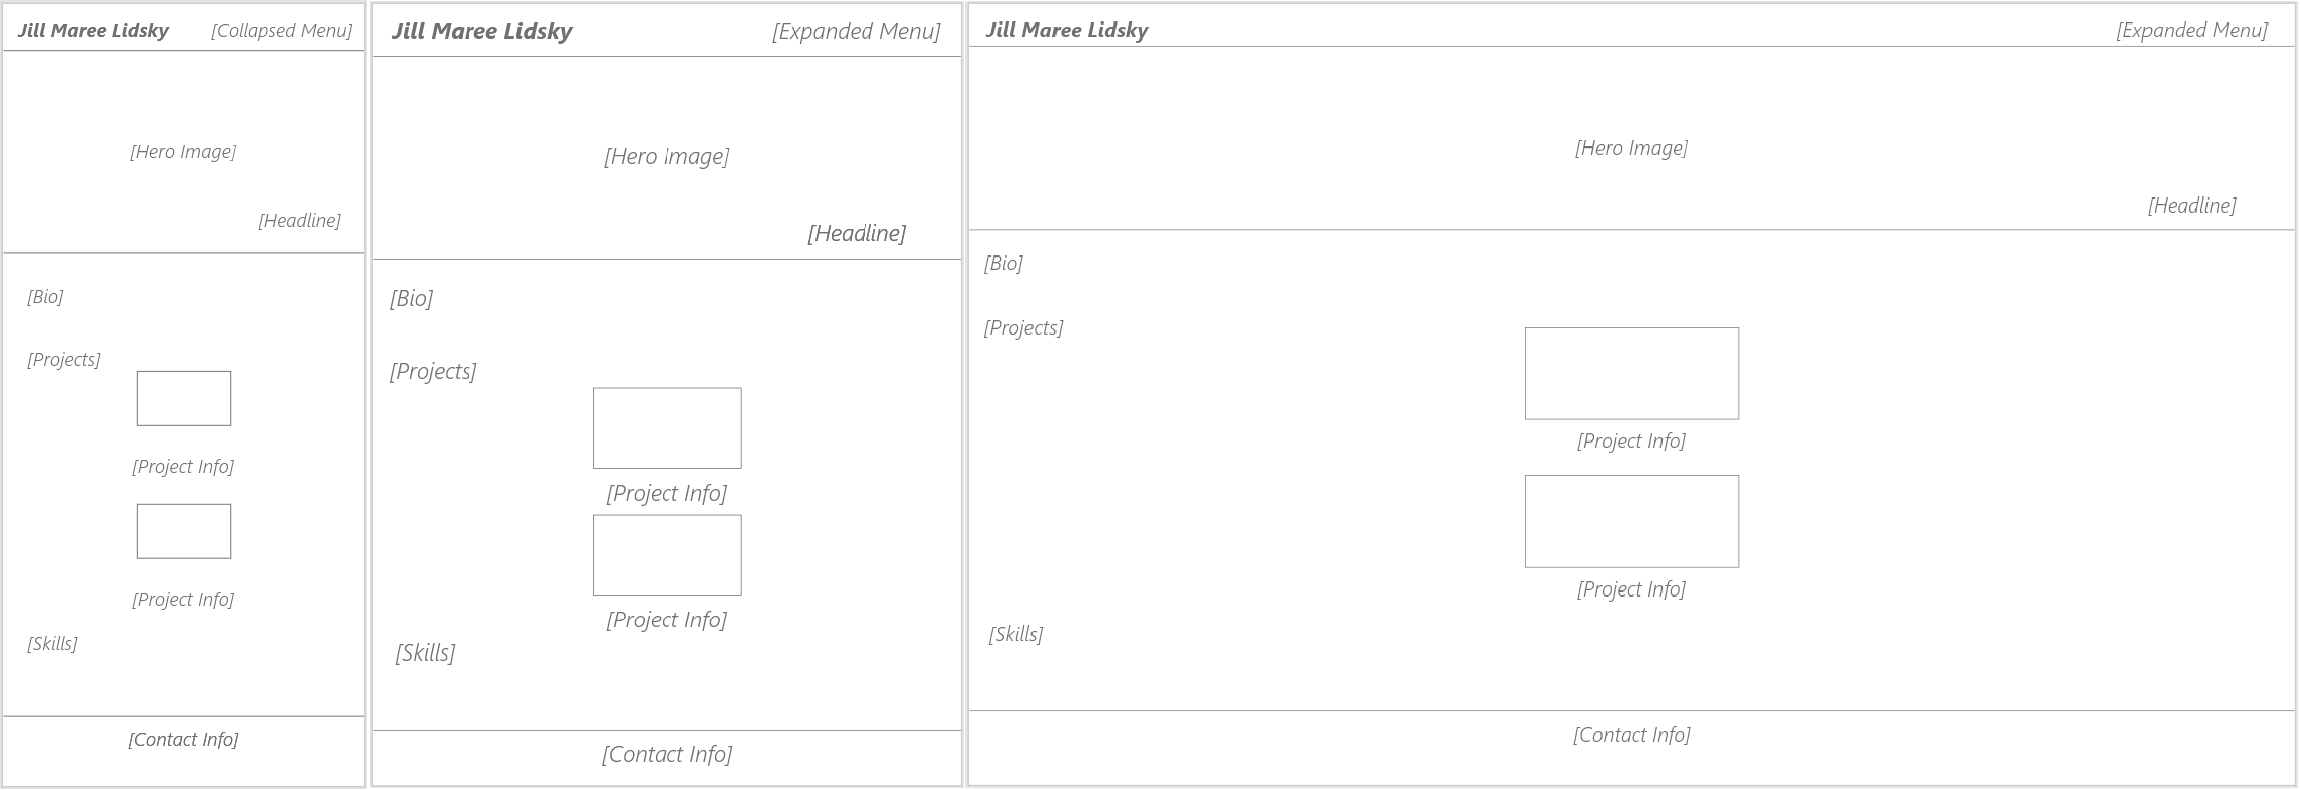 Jill Maree Lidsky [Collapsed Menu]
[Hero Image]
[Headline]
[Bio]
[Projects]
[Project Info]
[Project Info]
[Skills]
[Contact Info]
Jill Maree Lidsky [Expanded Menu]
[Hero Image]
[Headline]
[Bio]
[Projects]
[Project Info]
[Project Info]
[Skills]
[Contact Info]
Jill Maree Lidsky [Expanded Menu]
[Hero Image]
[Headline]
[Bio]
[Projects]
[Project Info]
[Project Info]
[Skills]
[Contact Info]